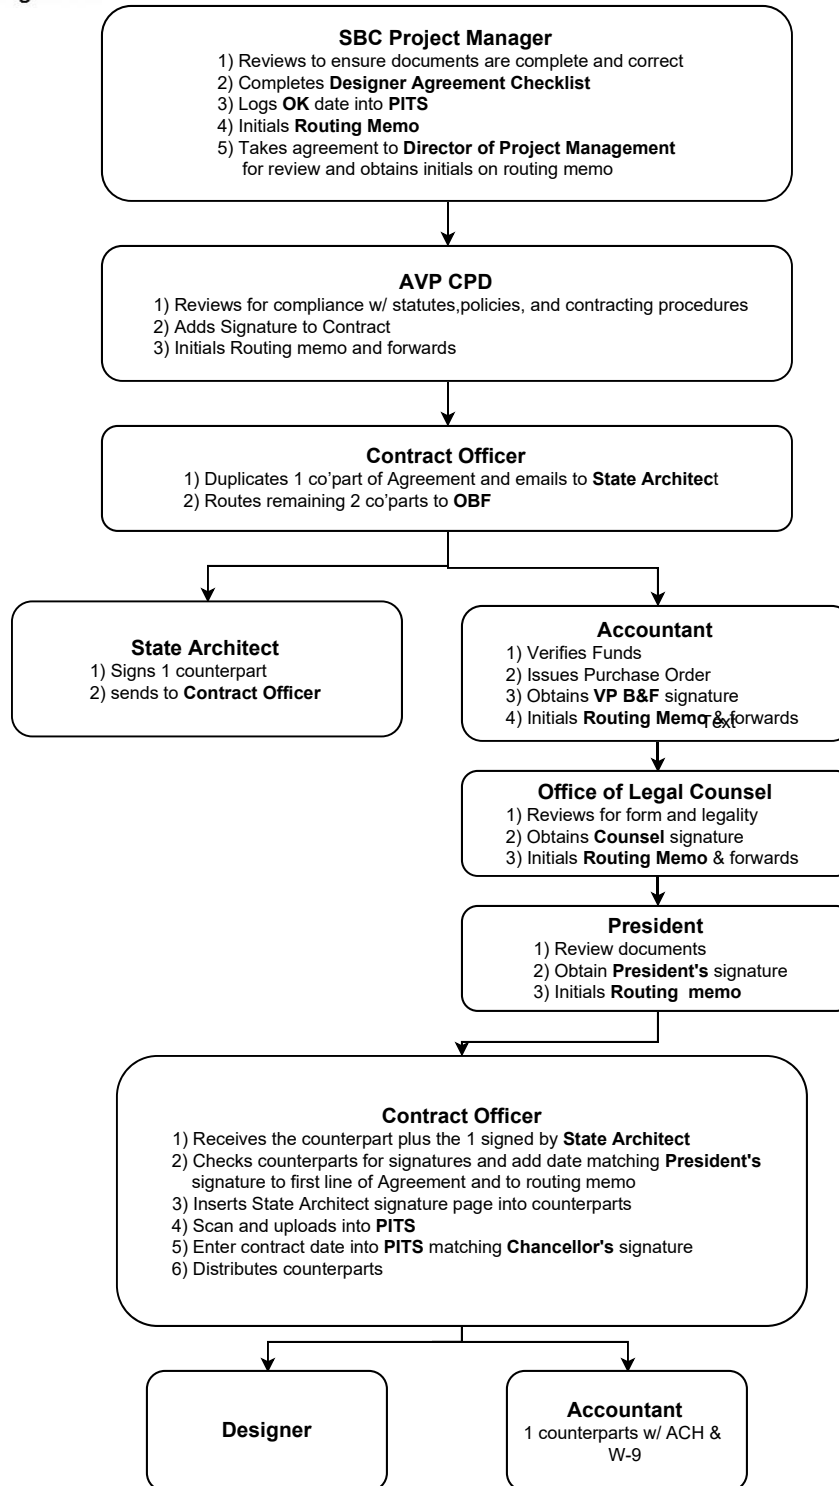 SBC Project Manager
1) Reviews to ensure documents are complete and correct
2) Completes Designer Agreement Checklist
3) Logs OK date into PITS
4) Initials Routing Memo
5) Takes agreement to Director of Project Management
for review and obtains initials on routing memo
AVP CPD
1) Reviews for compliance w/ statutes,policies, and contracting procedures
2) Adds Signature to Contract
3) Initials Routing memo and forwards
Contract Officer
1) Duplicates 1 co'part of Agreement and emails to State Architect
2) Routes remaining 2 co'parts to OBF
State Architect
1) Signs 1 counterpart
2) sends to Contract Officer
Accountant
1) Verifies Funds
2) Issues Purchase Order
3) Obtains VP B&F signature
4) Initials Routing Memo & forwards
Text
Office of Legal Counsel
1) Reviews for form and legality
2) Obtains Counsel signature
3) Initials Routing Memo & forwards
President
1) Review documents
2) Obtain President's signature
3) Initials Routing memo
Contract Officer
1) Receives the counterpart plus the 1 signed by State Architect
2) Checks counterparts for signatures and add date matching President's
signature to first line of Agreement and to routing memo
3) Inserts State Architect signature page into counterparts
4) Scan and uploads into PITS
5) Enter contract date into PITS matching Chancellor's signature
6) Distributes counterparts
Designer
Accountant
1 counterparts w/ ACH &
W-9